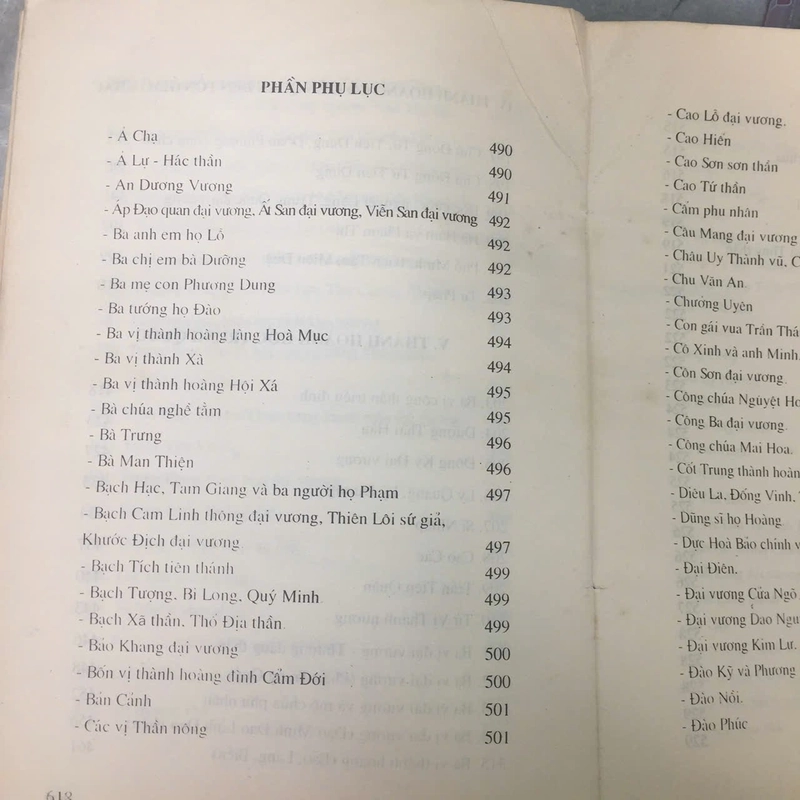 PHẦN PHỤ LỤC
- Ả Chạ 490
- Ả Lự - Hác thần 490
- An Dương Vương 491
- Áp Đạo quan đại vương, Ái San đại vương, Viễn San đại vương 492
- Ba anh em họ Lỗ 492
- Ba chị em bà Dưỡng 492
- Ba mẹ con Phương Dung 493
- Ba tướng họ Đào 493
- Ba vị thành hoàng làng Hoà Mục 494
- Ba vị thành Xà 494
- Ba vị thành hoàng Hội Xá 495
- Bà chúa nghề tằm 495
- Bà Trưng 496
- Bà Man Thiện 496
- Bạch Hạc, Tam Giang và ba người họ Phạm 497
- Bạch Cam Linh thông đại vương, Thiên Lôi sứ giả,
Khước Địch đại vương 497
- Bạch Tích tiên thánh 499
- Bạch Tượng, Bi Long, Quý Minh 499
- Bạch Xà thần, Thổ Địa thần 499
- Bảo Khang đại vương 500
- Bốn vị thành hoàng đình Cẩm Đới 500
- Bản Cảnh 501
- Các vị Thần nông 501
618
- Cao Lỗ đại vương.
- Cao Hiển
- Cao Sơn sơn thần
- Cao Tứ thần
- Cẩm phu nhân
- Câu Mang đại vương
- Châu Uy Thành vũ, C
- Chu Văn An
- Chưởng Uyên
- Con gái vua Trần Thá
- Cô Xinh và anh Minh.
- Côn Sơn đại vương
- Công chúa Nguyệt Ho
- Công Ba đại vương.
- Công chúa Mai Hoa.
- Cốt Trung thành hoàn
- Diêu La, Đống Vinh,
- Dũng sĩ họ Hoàng
- Dực Hoà Bảo chính v
- Đại Điên.
- Đại vương Cửa Ngõ
- Đại vương Dao Ngu
- Đại vương Kim Lư.
- Đào Kỳ và Phương
- Đào Nồi.
- Đào Phúc